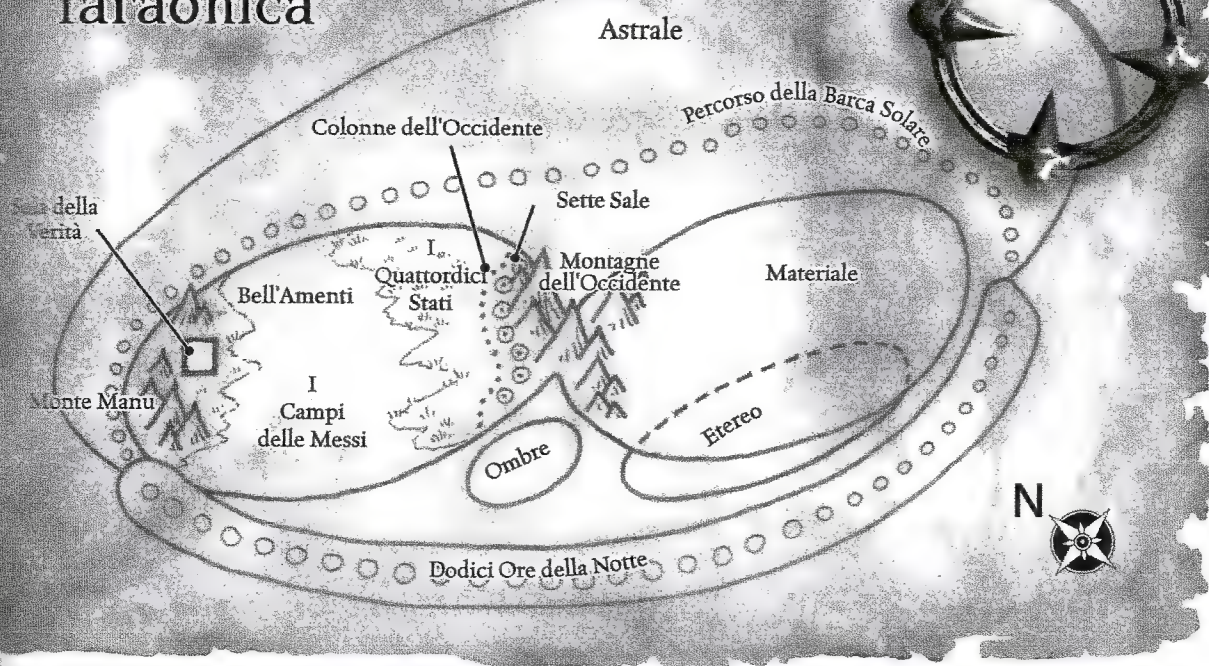 faraonica
Astrale
Percorso della Barca Solare
Colonne dell'Occidente
Sette Sale
della
Verità
I
Quattordici
Stati
Montagne
dell'Occidente
Materiale
Bell'Amenti
Monte Manu
I
Campi
delle Messi
Ombre
Etereo
N
Dodici Ore della Notte